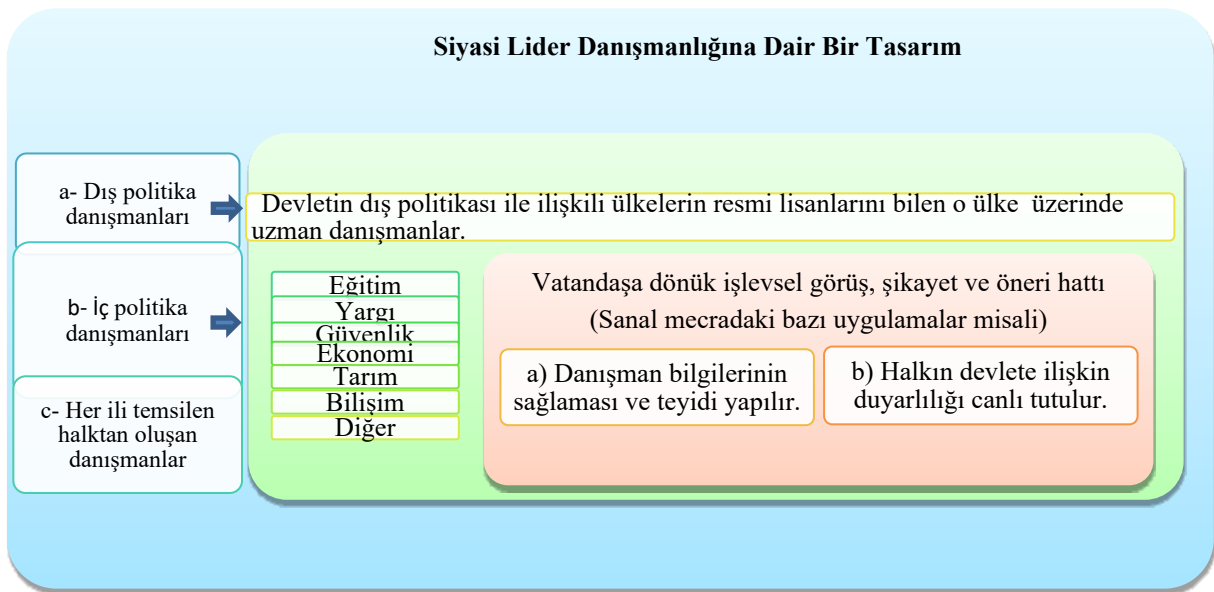 Siyasi Lider Danışmanlığına Dair Bir Tasarım
a- Dış politika
danışmanları
Devletin dış politikası ile ilişkili ülkelerin resmi lisanlarını bilen o ülke üzerinde
uzman danışmanlar.
b- İç politika
danışmanları
Eğitim
Yargı
Güvenlik
Ekonomi
Tarım
Bilişim
Diğer
Vatandaşa dönük işlevsel görüş, şikayet ve öneri hattı
(Sanal mecradaki bazı uygulamalar misali)
a) Danışman bilgilerinin
sağlaması ve teyidi yapılır.
b) Halkın devlete ilişkin
duyarlılığı canlı tutulur.
c- Her ili temsilen
halktan oluşan
danışmanlar